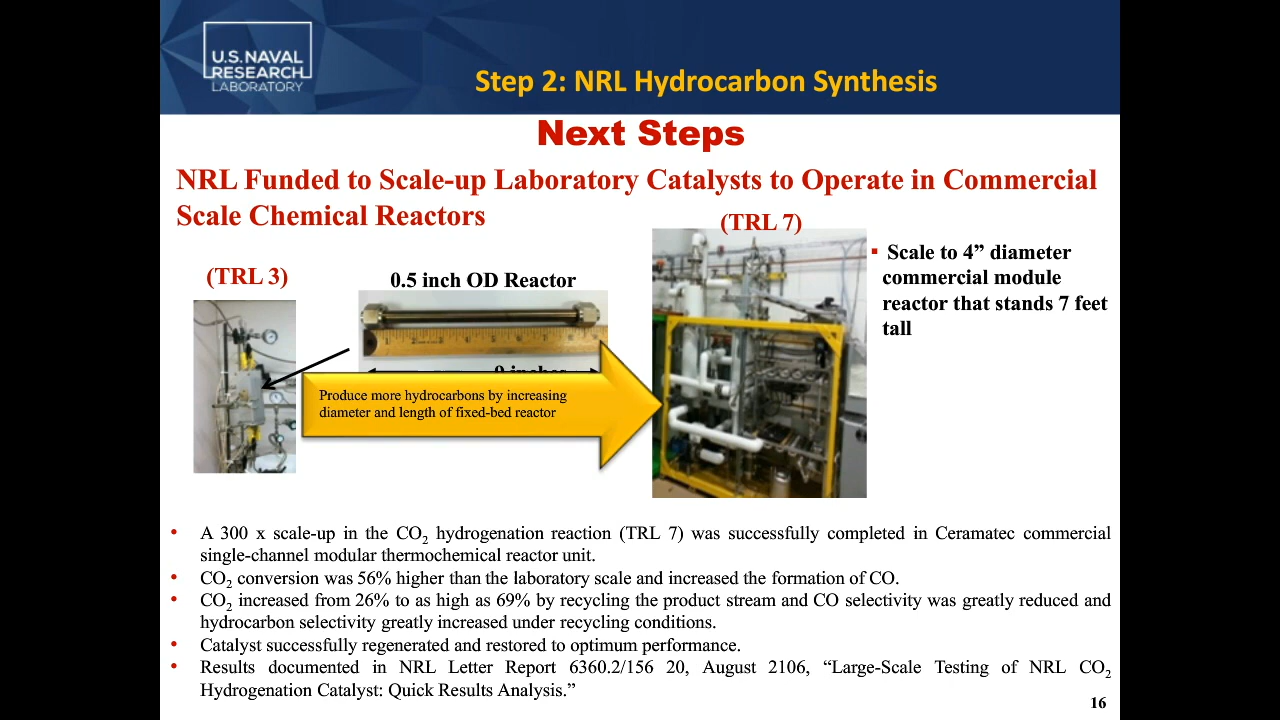 U.S. NAVAL
RESEARCH
LABORATORY
Step 2: NRL Hydrocarbon Synthesis
Next Steps
NRL Funded to Scale-up Laboratory Catalysts to Operate in Commercial
Scale Chemical Reactors
(TRL 7)
(TRL 3)
0.5 inch OD Reactor
Scale to 4” diameter
commercial module
reactor that stands 7 feet
tall
9 inches
Produce more hydrocarbons by increasing
diameter and length of fixed-bed reactor
• A 300 x scale-up in the CO₂ hydrogenation reaction (TRL 7) was successfully completed in Ceramatec commercial
single-channel modular thermochemical reactor unit.
• CO₂ conversion was 56% higher than the laboratory scale and increased the formation of CO.
• CO₂ increased from 26% to as high as 69% by recycling the product stream and CO selectivity was greatly reduced and
hydrocarbon selectivity greatly increased under recycling conditions.
• Catalyst successfully regenerated and restored to optimum performance.
• Results documented in NRL Letter Report 6360.2/156 20, August 2106, “Large-Scale Testing of NRL CO₂
Hydrogenation Catalyst: Quick Results Analysis.”
16